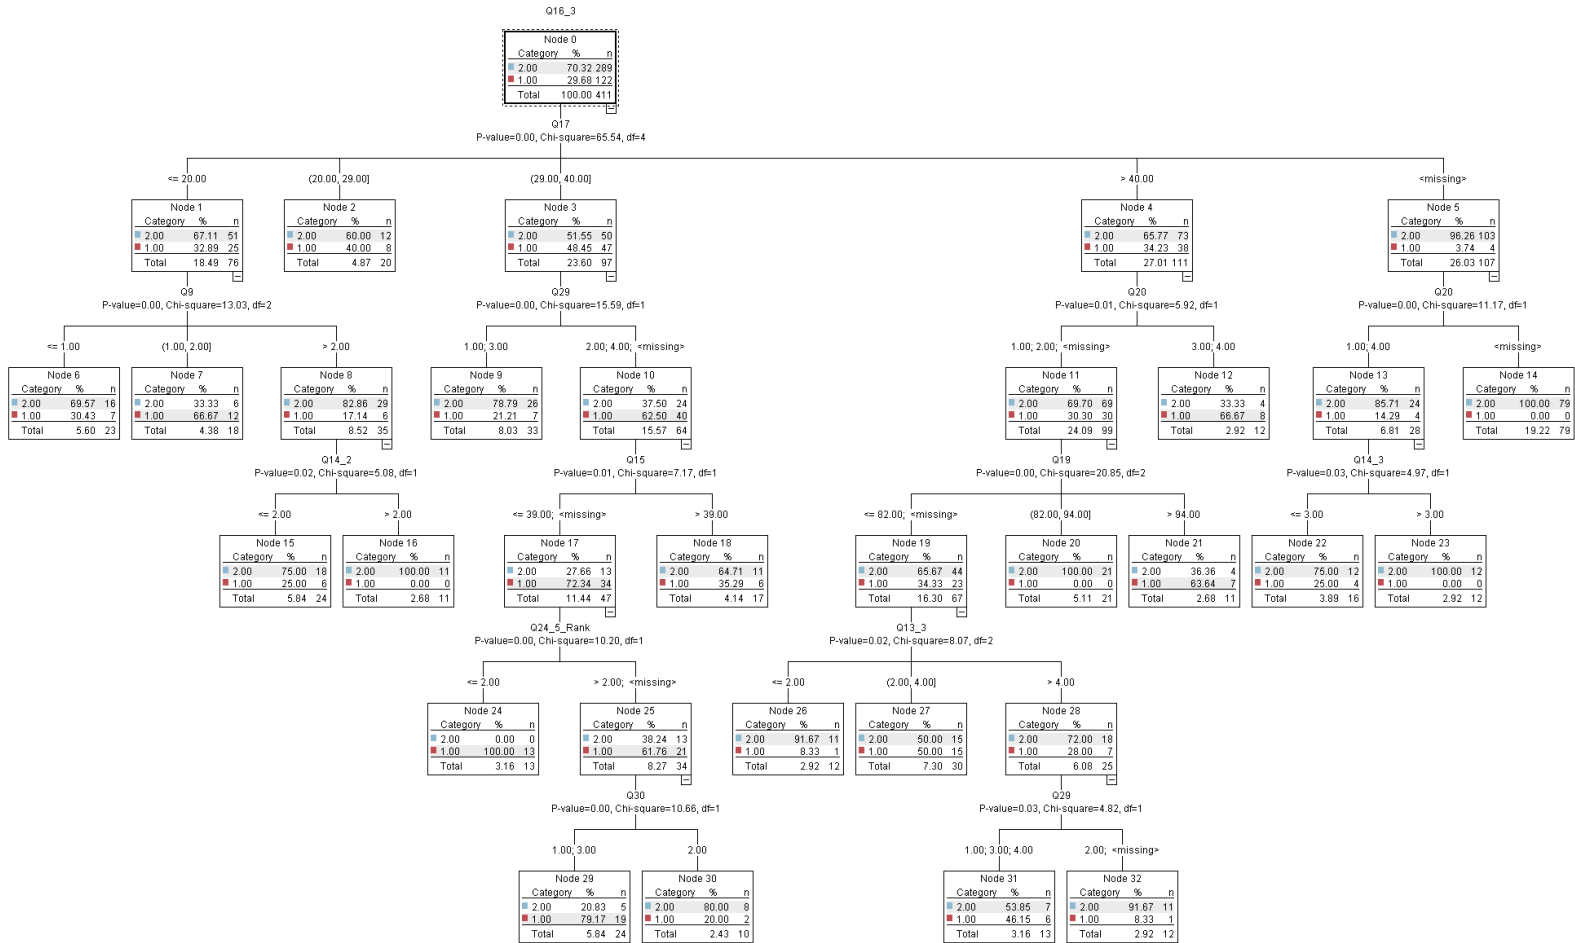 Q16_3
Node 0
Category % n
2.00 70.32 289
1.00 29.68 122
Total 100.00 411
Q17
P-value=0.00, Chi-square=65.54, df=4
<= 20.00
(20.00, 29.00]
(29.00, 40.00]
> 40.00
<missing>
Node 1
Category % n
2.00 67.11 51
1.00 32.89 25
Total 18.49 76
Node 2
Category % n
2.00 60.00 12
1.00 40.00 8
Total 4.87 20
Node 3
Category % n
2.00 51.55 50
1.00 48.45 47
Total 23.60 97
Node 4
Category % n
2.00 65.77 73
1.00 34.23 38
Total 27.01 111
Node 5
Category % n
2.00 96.26 103
1.00 3.74 4
Total 26.03 107
Q9
P-value=0.00, Chi-square=13.03, df=2
Q29
P-value=0.00, Chi-square=15.59, df=1
Q20
P-value=0.01, Chi-square=5.92, df=1
Q20
P-value=0.00, Chi-square=11.17, df=1
<= 1.00
(1.00, 2.00]
> 2.00
1.00; 3.00
2.00; 4.00; <missing>
1.00; 2.00; <missing>
3.00; 4.00
1.00; 4.00
<missing>
Node 6
Category % n
2.00 69.57 16
1.00 30.43 7
Total 5.60 23
Node 7
Category % n
2.00 33.33 6
1.00 66.67 12
Total 4.38 18
Node 8
Category % n
2.00 82.86 29
1.00 17.14 6
Total 8.52 35
Node 9
Category % n
2.00 78.79 26
1.00 21.21 7
Total 8.03 33
Node 10
Category % n
2.00 37.50 24
1.00 62.50 40
Total 15.57 64
Node 11
Category % n
2.00 69.70 69
1.00 30.30 30
Total 24.09 99
Node 12
Category % n
2.00 33.33 4
1.00 66.67 8
Total 2.92 12
Node 13
Category % n
2.00 85.71 24
1.00 14.29 4
Total 6.81 28
Node 14
Category % n
2.00 100.00 79
1.00 0.00 0
Total 19.22 79
Q14_2
P-value=0.02, Chi-square=5.08, df=1
Q15
P-value=0.01, Chi-square=7.17, df=1
Q19
P-value=0.00, Chi-square=20.85, df=2
Q14_3
P-value=0.03, Chi-square=4.97, df=1
<= 2.00
> 2.00
<= 39.00; <missing>
> 39.00
<= 82.00; <missing>
(82.00, 94.00]
> 94.00
<= 3.00
> 3.00
Node 15
Category % n
2.00 75.00 18
1.00 25.00 6
Total 5.84 24
Node 16
Category % n
2.00 100.00 11
1.00 0.00 0
Total 2.68 11
Node 17
Category % n
2.00 27.66 13
1.00 72.34 34
Total 11.44 47
Node 18
Category % n
2.00 64.71 11
1.00 35.29 6
Total 4.14 17
Node 19
Category % n
2.00 65.67 44
1.00 34.33 23
Total 16.30 67
Node 20
Category % n
2.00 100.00 21
1.00 0.00 0
Total 5.11 21
Node 21
Category % n
2.00 36.36 4
1.00 63.64 7
Total 2.68 11
Node 22
Category % n
2.00 75.00 12
1.00 25.00 4
Total 3.89 16
Node 23
Category % n
2.00 100.00 12
1.00 0.00 0
Total 2.92 12
Q24_5_Rank
P-value=0.00, Chi-square=10.20, df=1
Q13_3
P-value=0.02, Chi-square=8.07, df=2
<= 2.00
> 2.00; <missing>
<= 2.00
(2.00, 4.00]
> 4.00
Node 24
Category % n
2.00 0.00 0
1.00 100.00 13
Total 3.16 13
Node 25
Category % n
2.00 38.24 13
1.00 61.76 21
Total 8.27 34
Node 26
Category % n
2.00 91.67 11
1.00 8.33 1
Total 2.92 12
Node 27
Category % n
2.00 50.00 15
1.00 50.00 15
Total 7.30 30
Node 28
Category % n
2.00 72.00 18
1.00 28.00 7
Total 6.08 25
Q30
P-value=0.00, Chi-square=10.66, df=1
Q29
P-value=0.03, Chi-square=4.82, df=1
1.00; 3.00
2.00
1.00; 3.00; 4.00
2.00; <missing>
Node 29
Category % n
2.00 20.83 5
1.00 79.17 19
Total 5.84 24
Node 30
Category % n
2.00 80.00 8
1.00 20.00 2
Total 2.43 10
Node 31
Category % n
2.00 53.85 7
1.00 46.15 6
Total 3.16 13
Node 32
Category % n
2.00 91.67 11
1.00 8.33 1
Total 2.92 12